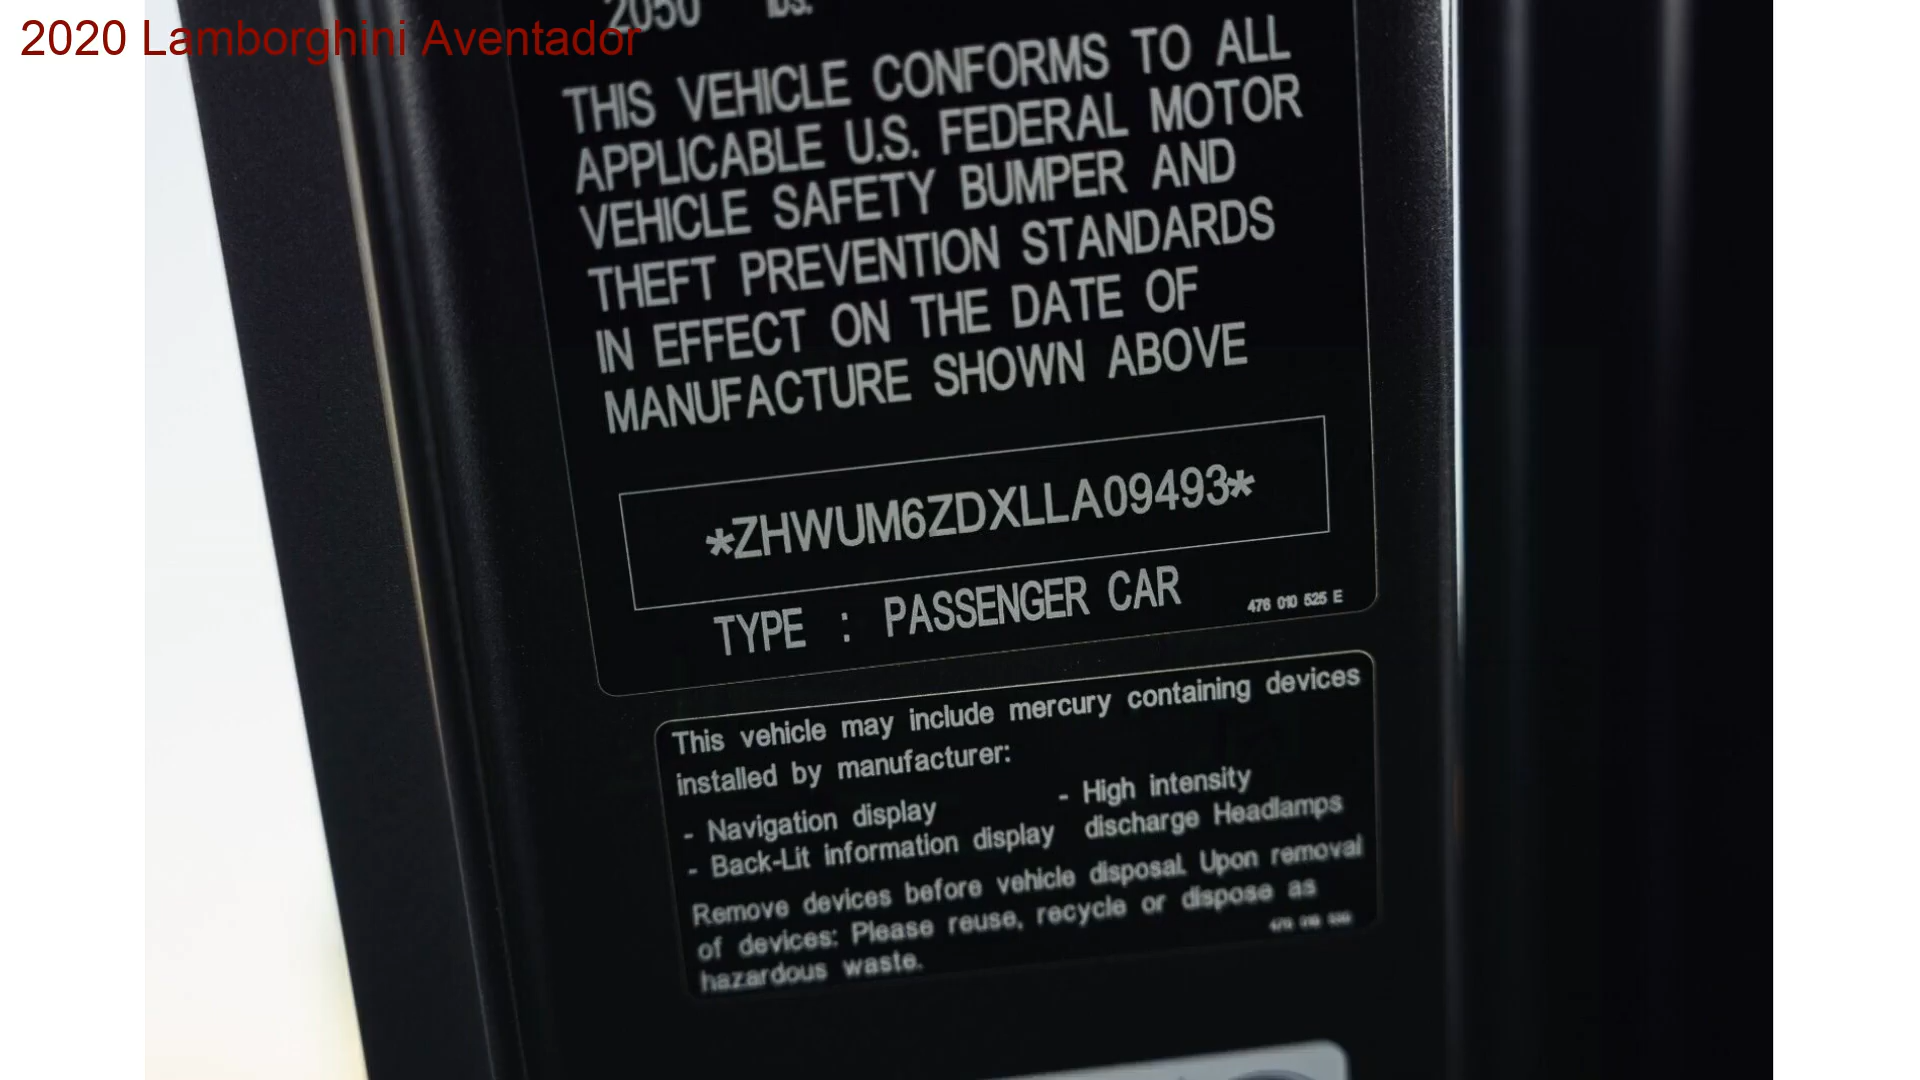 2020 Lamborghini Aventador
2050 lbs.
THIS VEHICLE CONFORMS TO ALL
APPLICABLE U.S. FEDERAL MOTOR
VEHICLE SAFETY BUMPER AND
THEFT PREVENTION STANDARDS
IN EFFECT ON THE DATE OF
MANUFACTURE SHOWN ABOVE
*ZHWUM6ZDXLLA09493*
TYPE : PASSENGER CAR
476 010 525 E
This vehicle may include mercury containing devices
installed by manufacturer:
- Navigation display
- Back-Lit information display
- High intensity
discharge Headlamps
Remove devices before vehicle disposal. Upon removal
of devices: Please reuse, recycle or dispose as
hazardous waste.